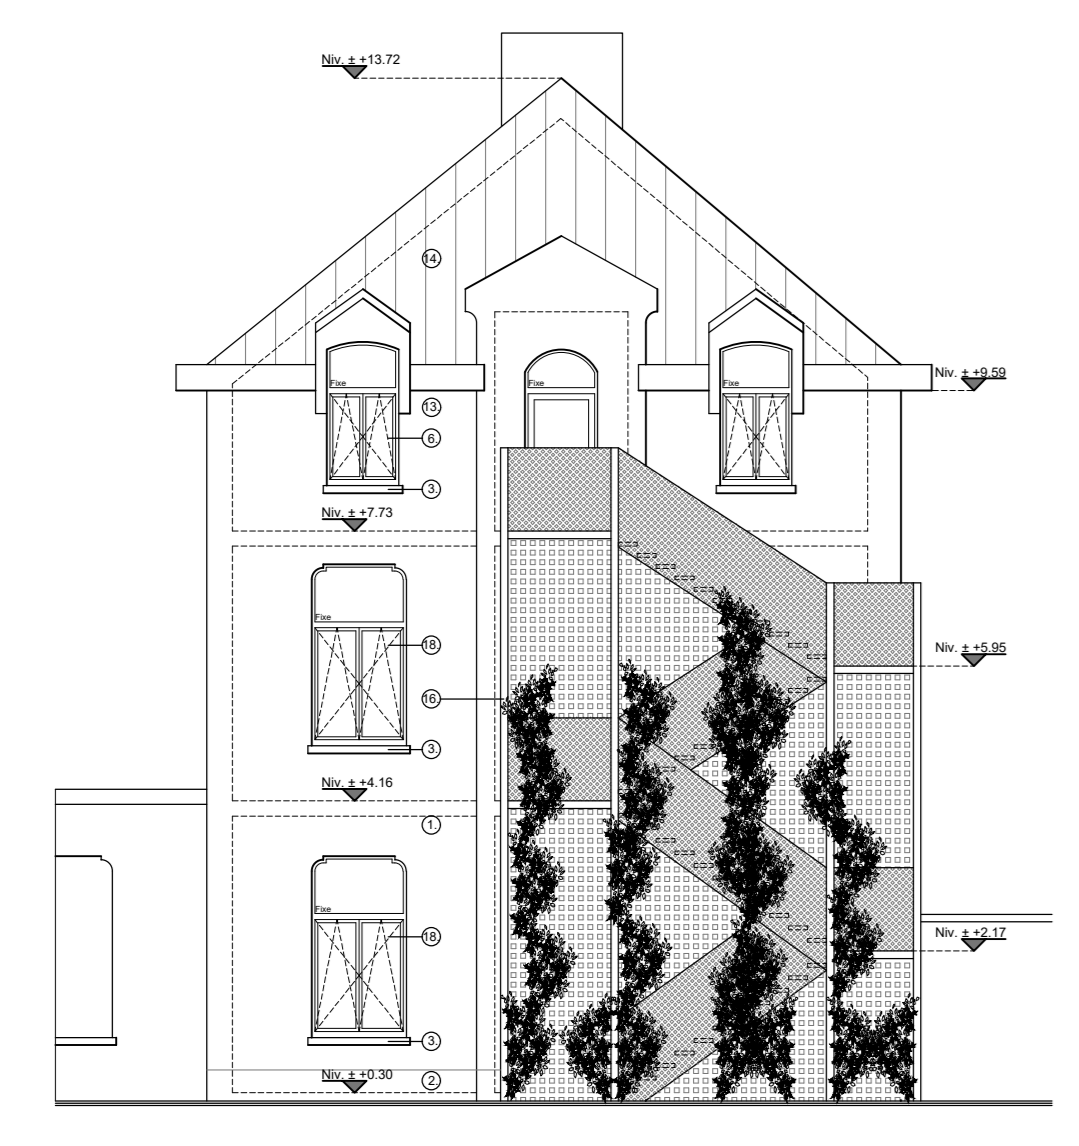 Niv. ± +13.72
14.
Niv. ± +9.59
Fixe
Fixe
Fixe
13.
6.
3.
Niv. ± +7.73
Fixe
18.
Niv. ± +5.95
16.
3.
Niv. ± +4.16
1.
Fixe
18
Niv. ± +2.17
3.
Niv. ± +0.30
2.